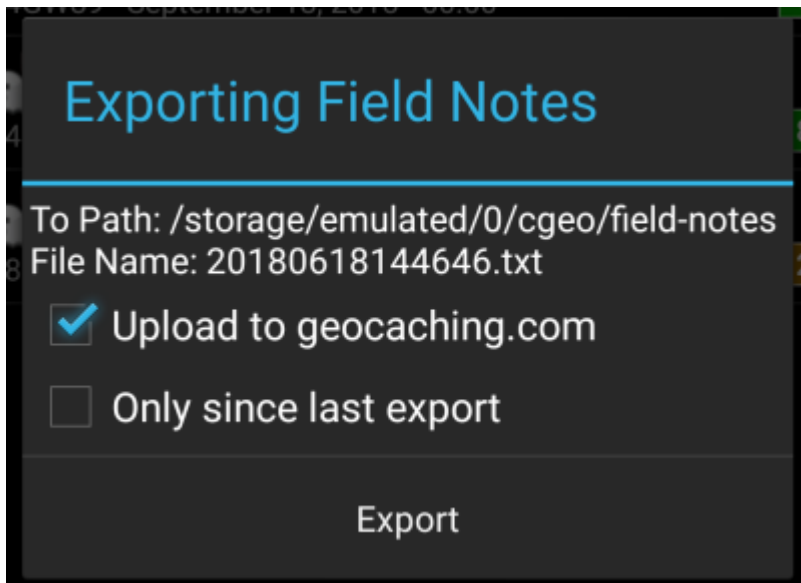 Exporting Field Notes
To Path: /storage/emulated/0/cgeo/field-notes
File Name: 20180618144646.txt
Upload to geocaching.com
Only since last export
Export